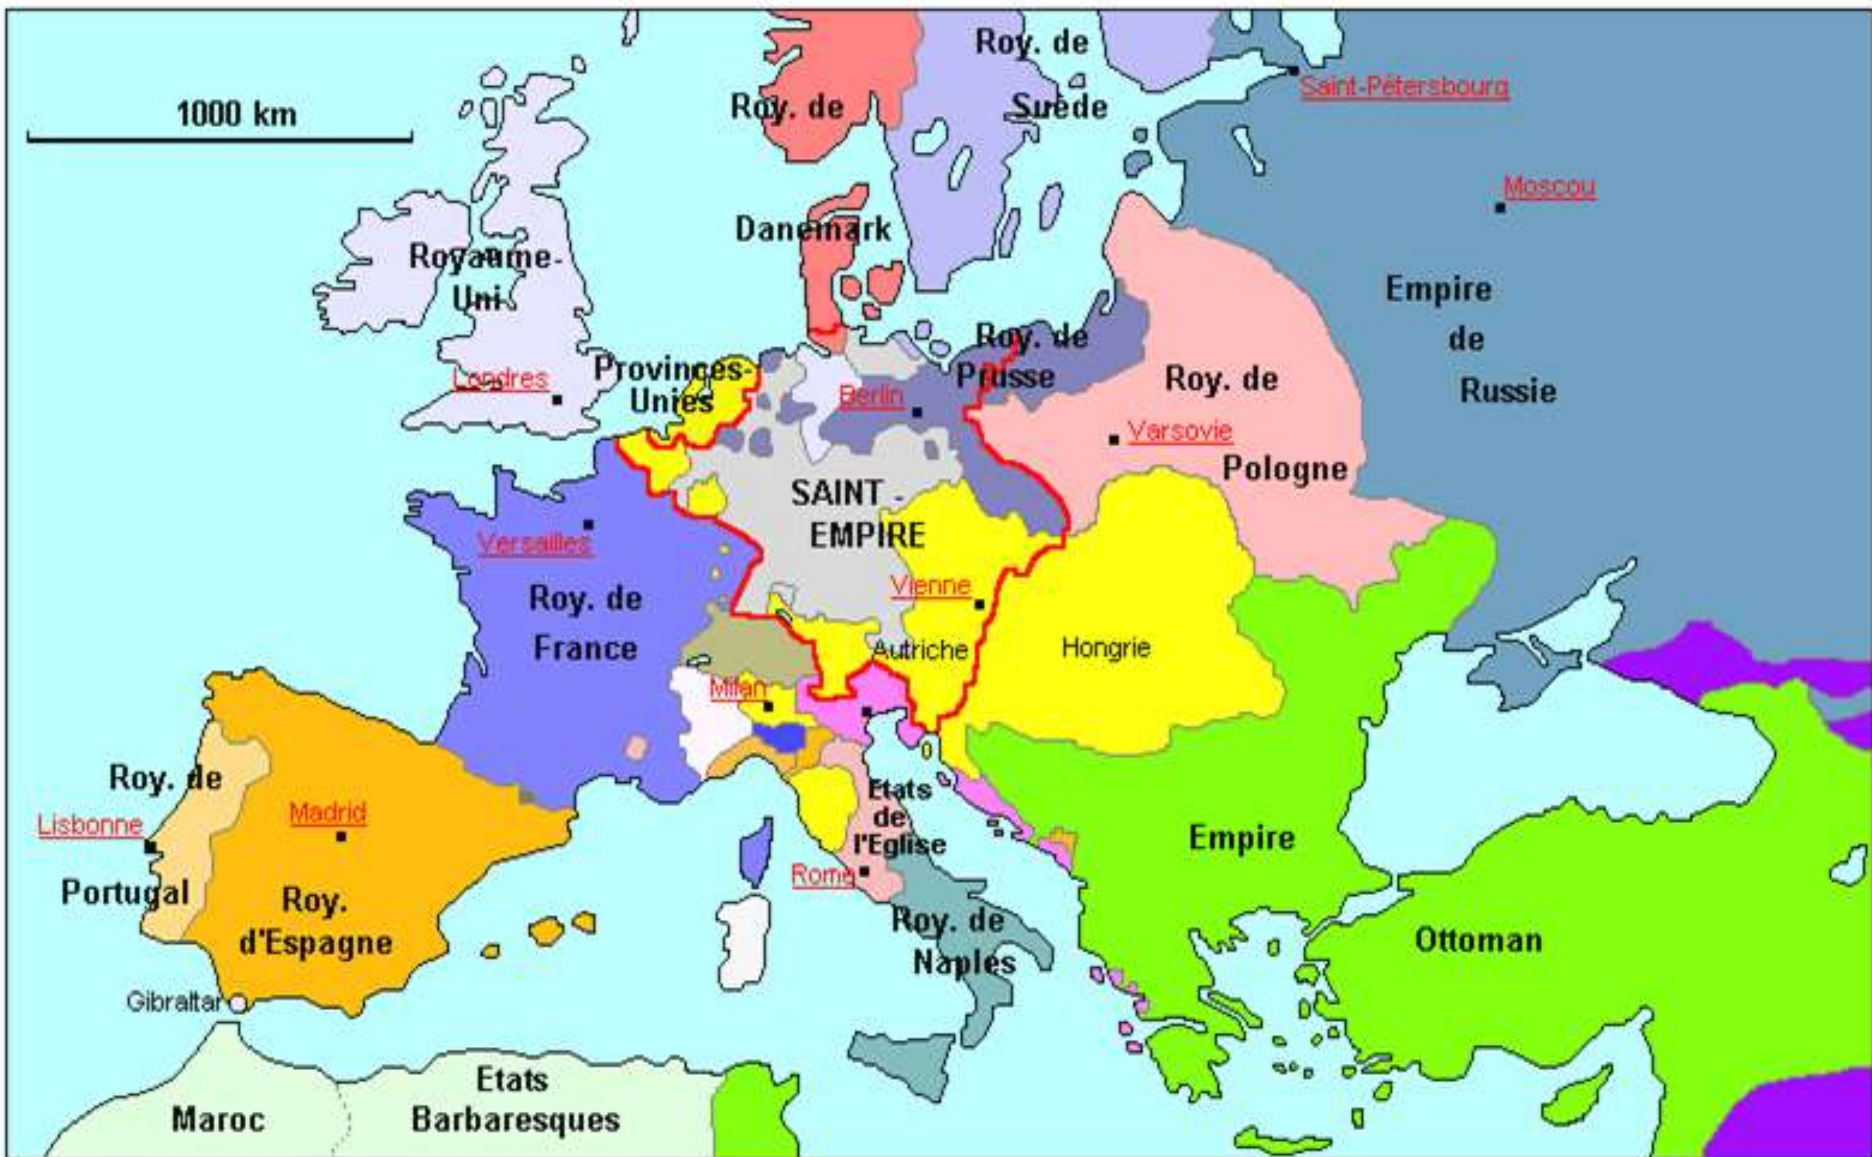 Roy. de
Suède
Saint-Pétersbourg
1000 km
Roy. de
Danemark
Moscou
Royaume-
Uni
Empire
de
Russie
Londres
Provinces-
Unies
Roy. de
Prusse
Berlin
Roy. de
Pologne
Varsovie
SAINT -
EMPIRE
Versailles
Roy. de
France
Vienne
Autriche
Hongrie
Milan
Roy. de
Portugal
Lisbonne
Madrid
Roy.
d'Espagne
Etats
de
l'Eglise
Rome
Roy. de
Naples
Empire
Ottoman
Gibraltar
Maroc
Etats
Barbaresques